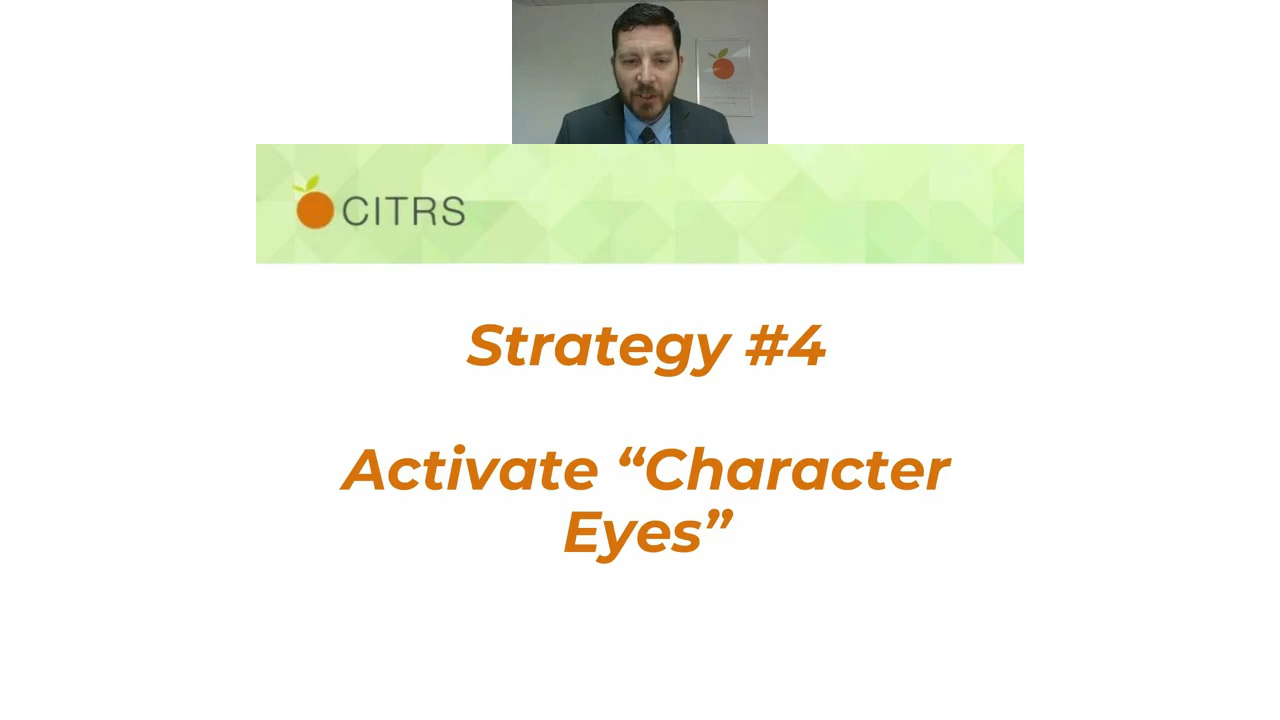 CITRS
Strategy #4
Activate “Character
Eyes”